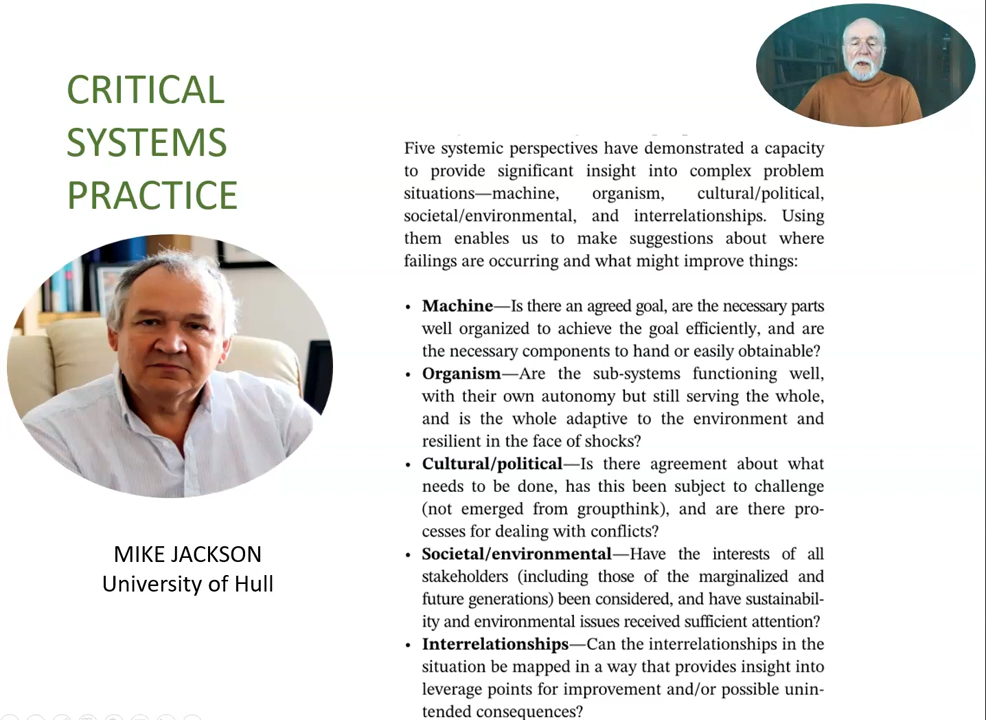 CRITICAL
SYSTEMS
PRACTICE
MIKE JACKSON
University of Hull
Five systemic perspectives have demonstrated a capacity
to provide significant insight into complex problem
situations—machine, organism, cultural/political,
societal/environmental, and interrelationships. Using
them enables us to make suggestions about where
failings are occurring and what might improve things:
• Machine—Is there an agreed goal, are the necessary parts
well organized to achieve the goal efficiently, and are
the necessary components to hand or easily obtainable?
• Organism—Are the sub-systems functioning well,
with their own autonomy but still serving the whole,
and is the whole adaptive to the environment and
resilient in the face of shocks?
• Cultural/political—Is there agreement about what
needs to be done, has this been subject to challenge
(not emerged from groupthink), and are there pro-
cesses for dealing with conflicts?
• Societal/environmental—Have the interests of all
stakeholders (including those of the marginalized and
future generations) been considered, and have sustainabil-
ity and environmental issues received sufficient attention?
• Interrelationships—Can the interrelationships in the
situation be mapped in a way that provides insight into
leverage points for improvement and/or possible unin-
tended consequences?